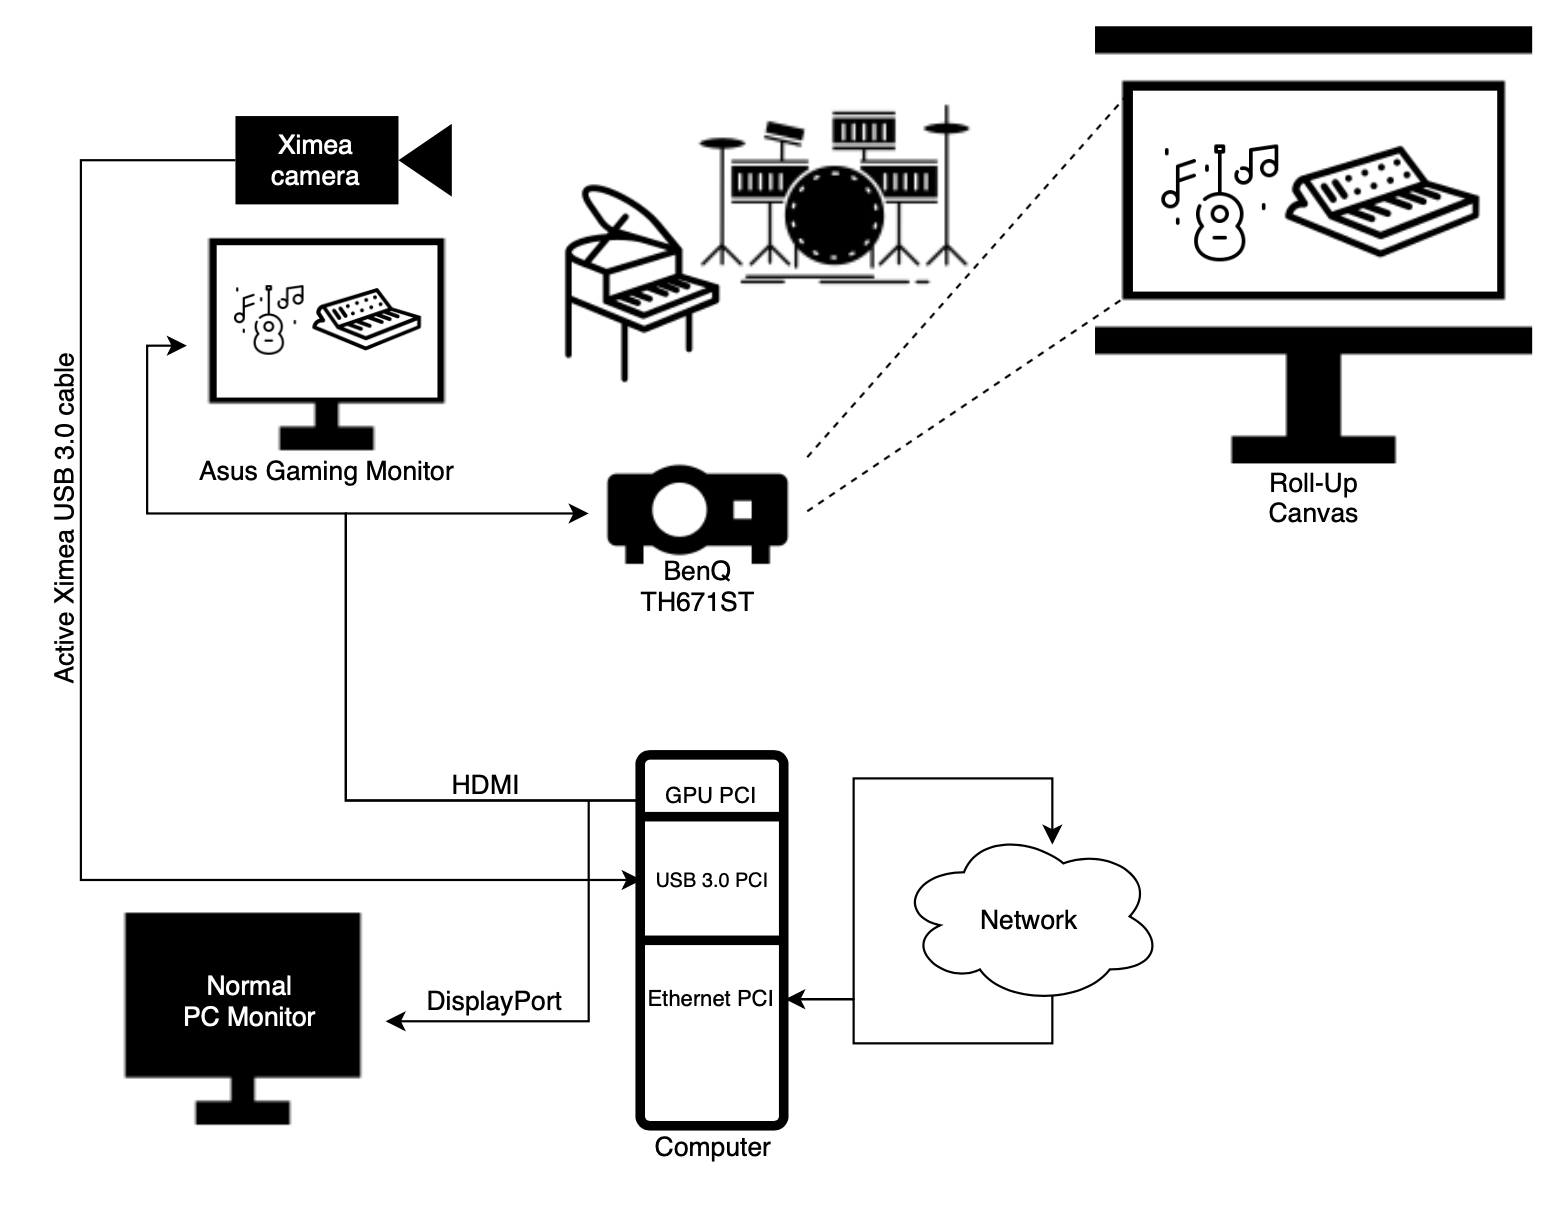 Ximea
camera
Active Ximea USB 3.0 cable
Asus Gaming Monitor
Roll-Up
Canvas
BenQ
TH671ST
HDMI
GPU PCI
USB 3.0 PCI
Network
Normal
PC Monitor
DisplayPort
Ethernet PCI
Computer